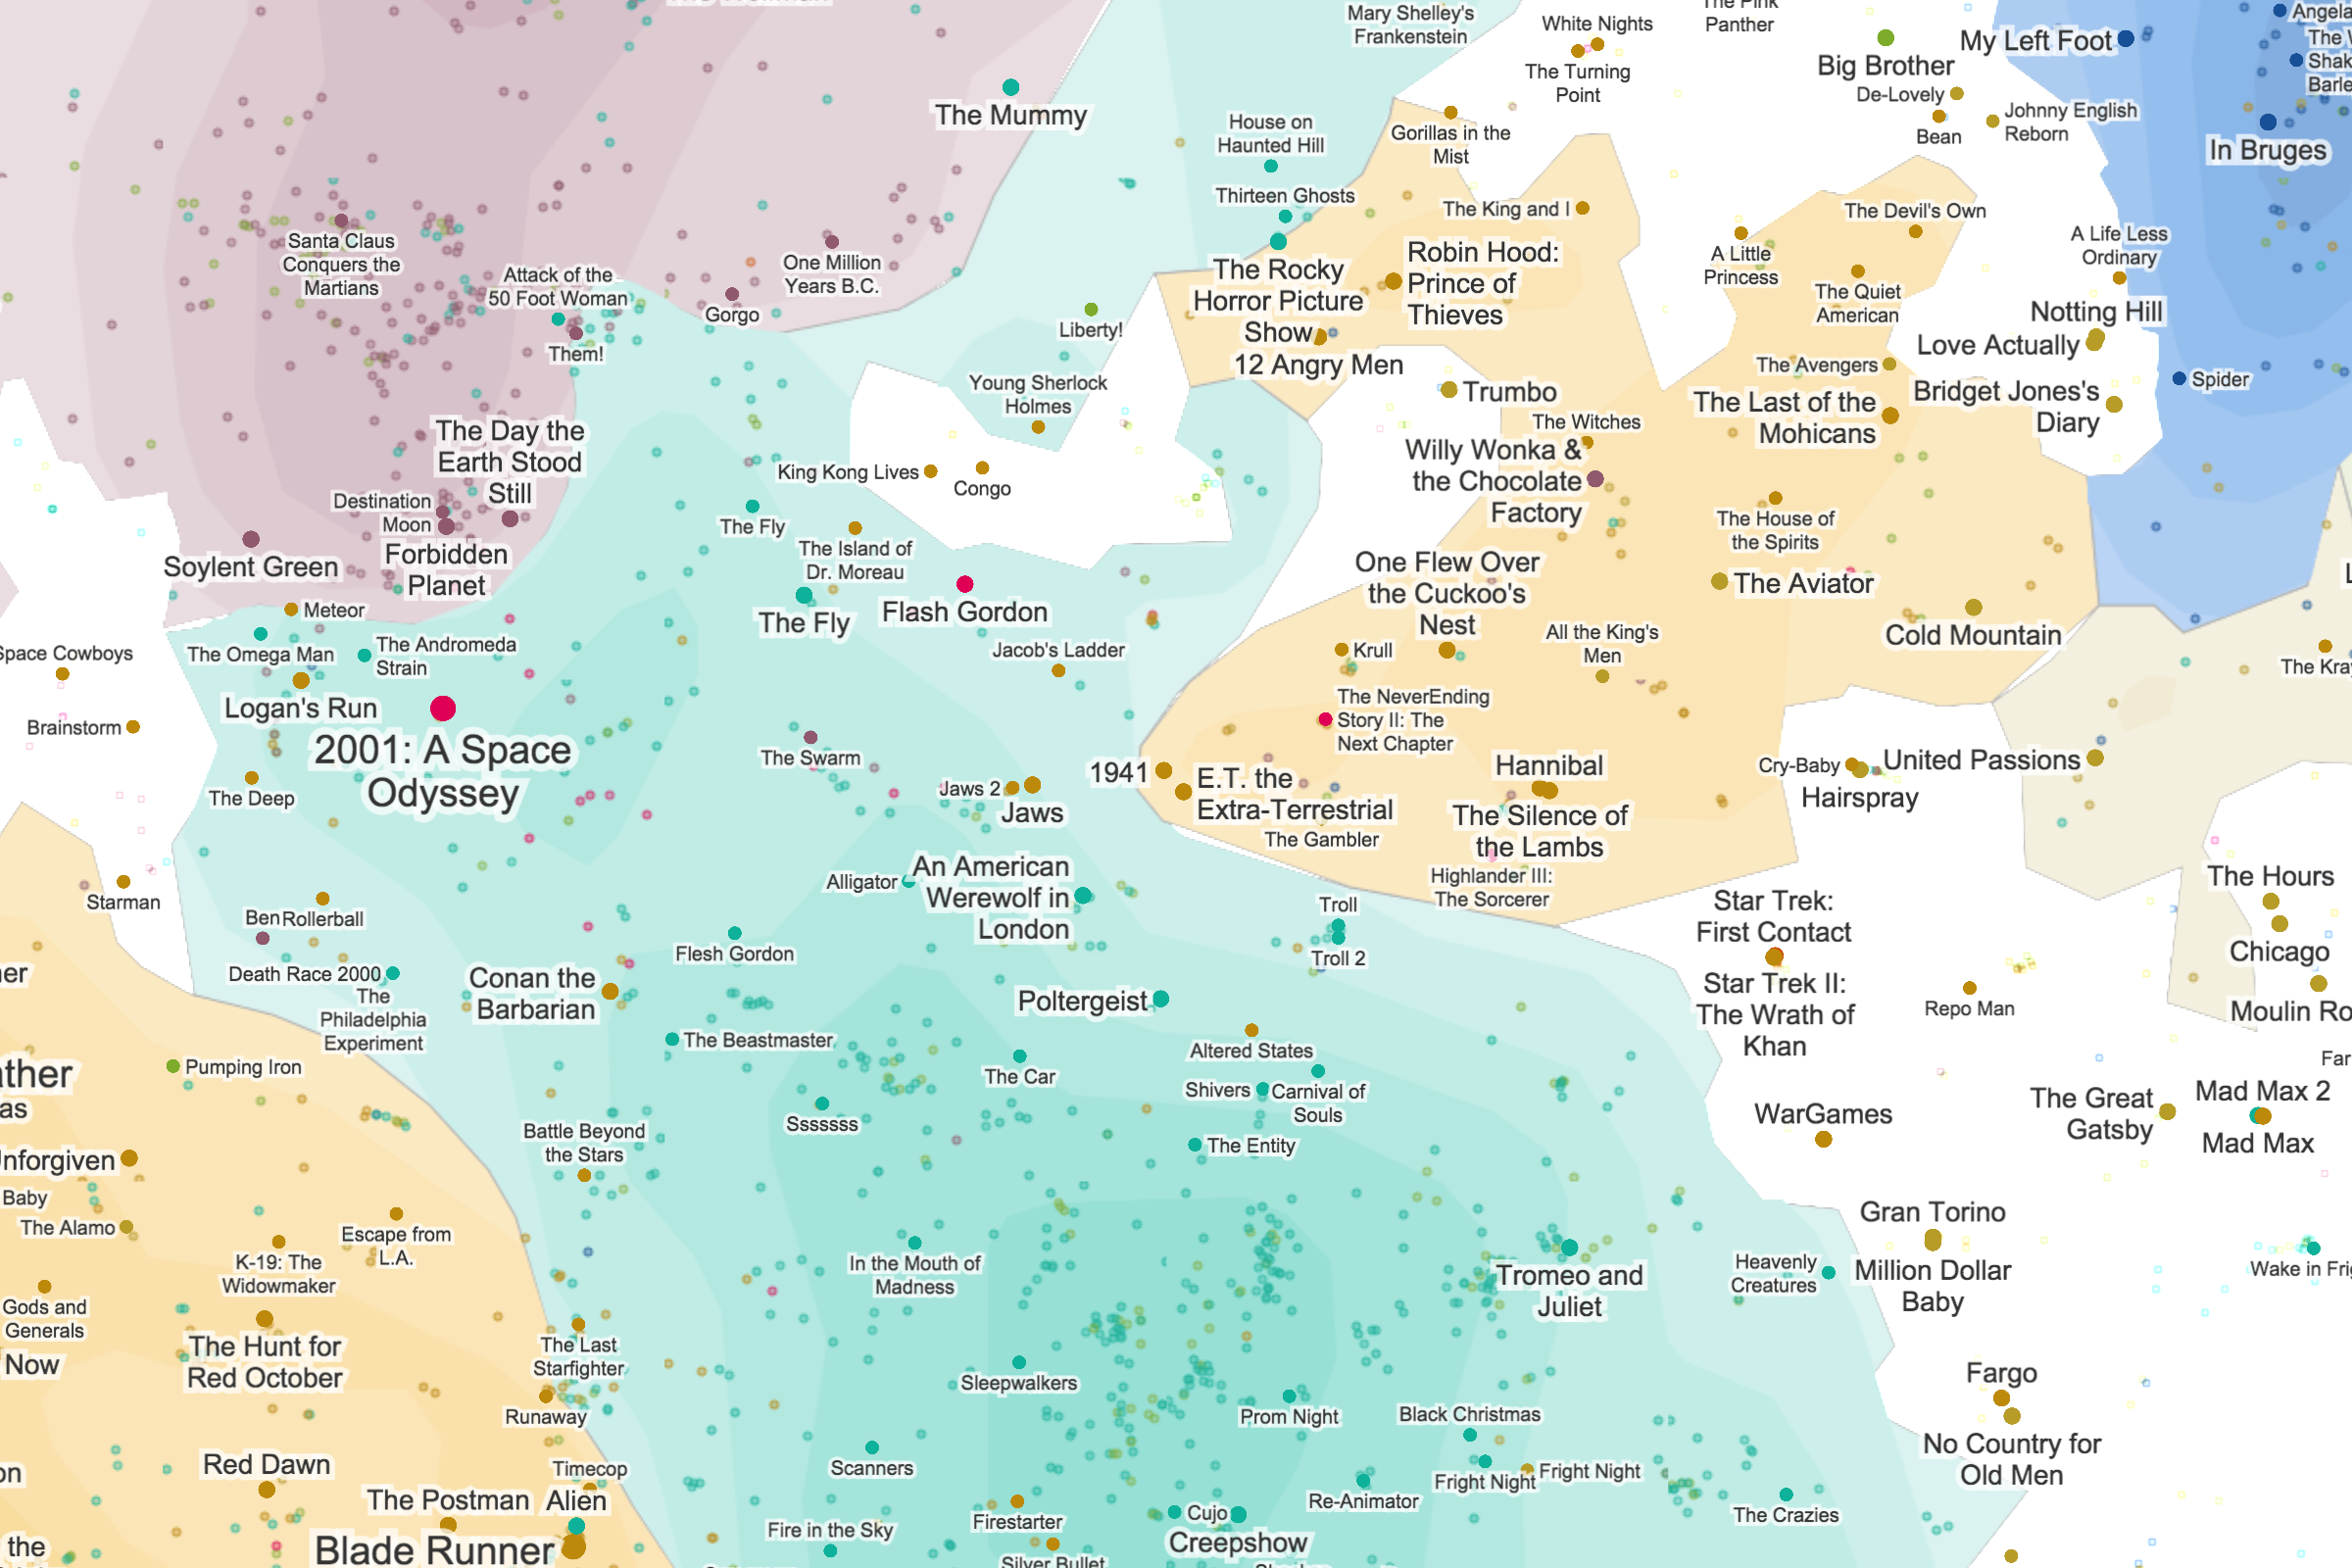 Mary Shelley's
Frankenstein
White Nights
The Turning
Point
The Pink
Panther
Big Brother
De-Lovely
Bean
Johnny English
Reborn
My Left Foot
In Bruges
The Mummy
House on
Haunted Hill
Thirteen Ghosts
Gorillas in the
Mist
The King and I
Robin Hood:
Prince of
Thieves
The Rocky
Horror Picture
Show
12 Angry Men
A Little
Princess
The Devil's Own
The Quiet
American
A Life Less
Ordinary
Notting Hill
Love Actually
Bridget Jones's
Diary
Spider
Santa Claus
Conquers the
Martians
Attack of the
50 Foot Woman
Them!
One Million
Years B.C.
Gorgo
Liberty!
Young Sherlock
Holmes
King Kong Lives
Congo
Trumbo
The Witches
Willy Wonka &
the Chocolate
Factory
The Avengers
The Last of the
Mohicans
The House of
the Spirits
The Aviator
Cold Mountain
The Day the
Earth Stood
Still
Destination
Moon
Forbidden
Planet
Soylent Green
The Fly
The Island of
Dr. Moreau
The Fly
Flash Gordon
Jacob's Ladder
One Flew Over
the Cuckoo's
Nest
Krull
All the King's
Men
The NeverEnding
Story II: The
Next Chapter
Meteor
The Omega Man
The Andromeda
Strain
Logan's Run
2001: A Space
Odyssey
Space Cowboys
Brainstorm
The Deep
The Swarm
Jaws 2
Jaws
1941
E.T. the
Extra-Terrestrial
The Gambler
Hannibal
The Silence of
the Lambs
Highlander III:
The Sorcerer
Cry-Baby
Hairspray
United Passions
The Hours
Chicago
Starman
Ben
Rollerball
Death Race 2000
The
Philadelphia
Experiment
Conan the
Barbarian
Flesh Gordon
Alligator
An American
Werewolf in
London
Troll
Troll 2
Star Trek:
First Contact
Star Trek II:
The Wrath of
Khan
Repo Man
WarGames
The Great
Gatsby
Mad Max 2
Mad Max
Pumping Iron
The Beastmaster
Poltergeist
Altered States
The Car
Shivers
Carnival of
Souls
Sssssss
The Entity
Battle Beyond
the Stars
Unforgiven
Baby
The Alamo
Escape from
L.A.
K-19: The
Widowmaker
Gods and
Generals
Now
The Hunt for
Red October
In the Mouth of
Madness
Tromeo and
Juliet
Heavenly
Creatures
Gran Torino
Million Dollar
Baby
The Last
Starfighter
Runaway
Sleepwalkers
Prom Night
Black Christmas
Fargo
No Country for
Old Men
Red Dawn
The Postman
Timecop
Alien
Blade Runner
the
Scanners
Fire in the Sky
Firestarter
Silver Bullet
Cujo
Creepshow
Re-Animator
Fright Night
Fright Night
The Crazies